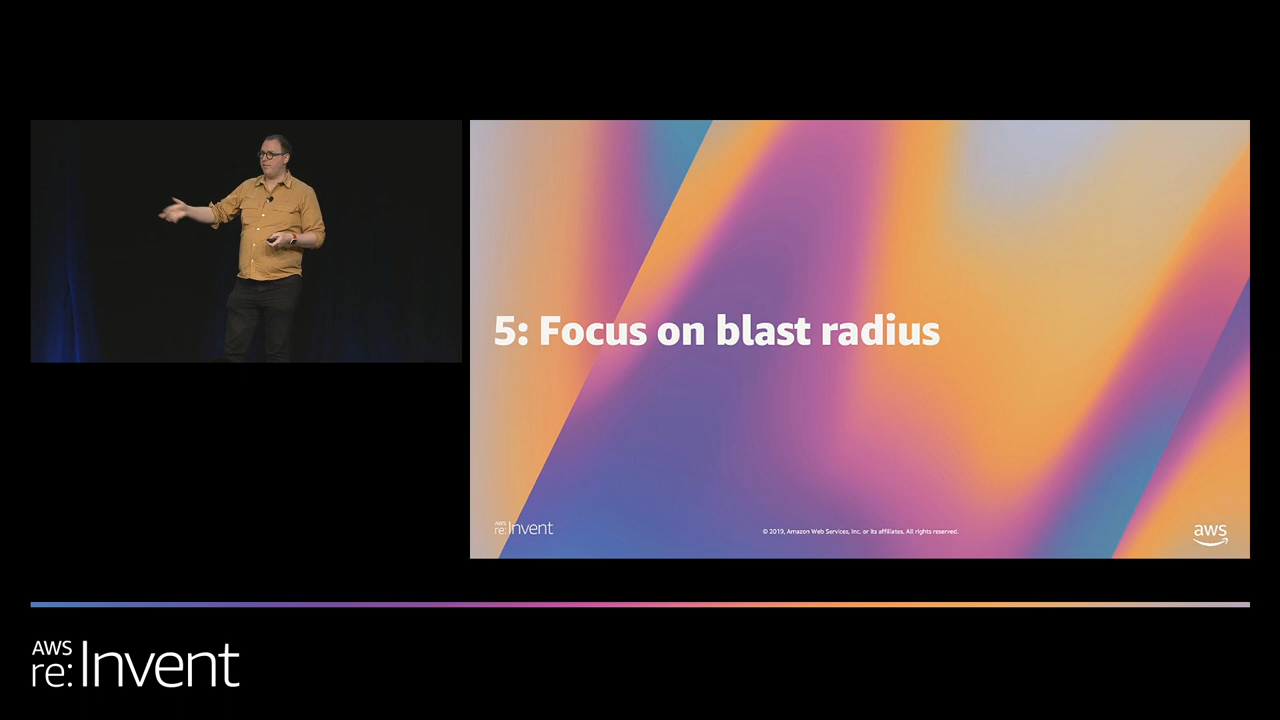 5: Focus on blast radius
AWS
re:Invent
© 2019, Amazon Web Services, Inc. or its affiliates. All rights reserved.
aws
AWS
re:Invent